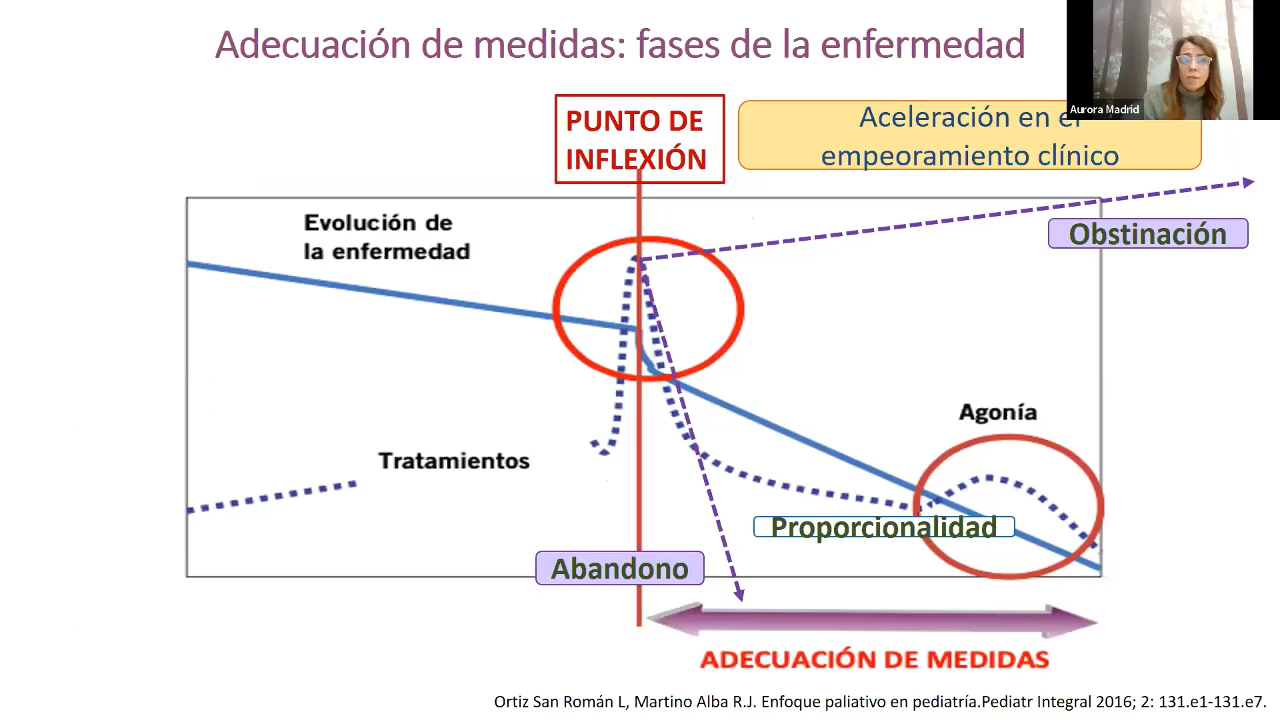 Adecuación de medidas: fases de la enfermedad
Aurora Madrid
PUNTO DE
INFLEXIÓN
Aceleración en el
empeoramiento clínico
Evolución de
la enfermedad
Obstinación
Agonía
Tratamientos
Proporcionalidad
Abandono
ADECUACIÓN DE MEDIDAS
Ortiz San Román L, Martino Alba R.J. Enfoque paliativo en pediatría.Pediatr Integral 2016; 2: 131.e1-131.e7.